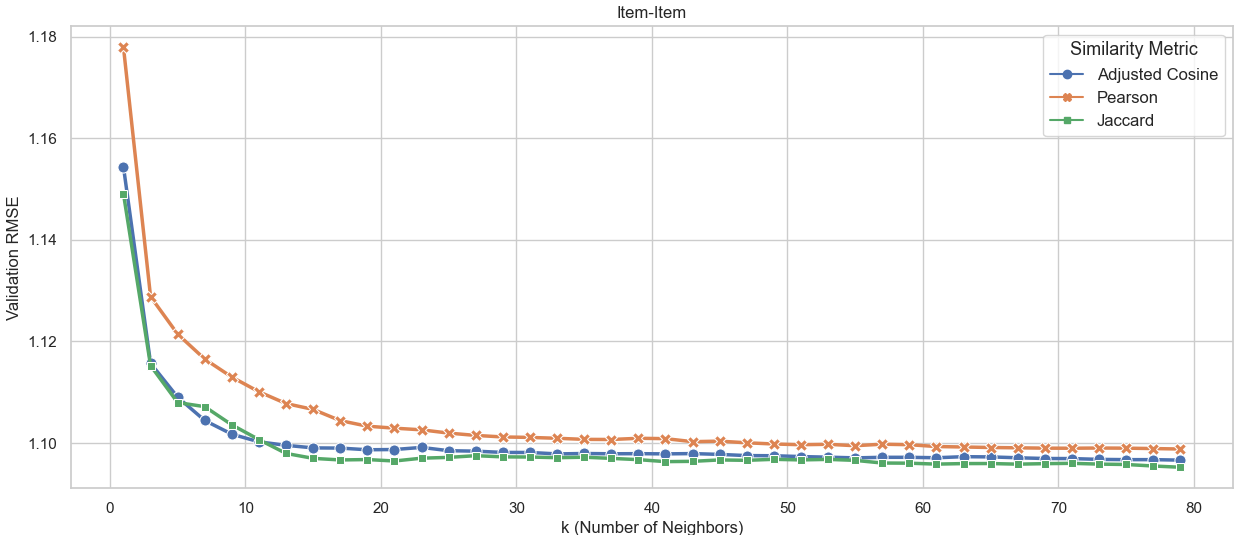 Item-Item
1.18
1.16
1.14
1.12
1.10
Validation RMSE
Similarity Metric
Adjusted Cosine
Pearson
Jaccard
0 10 20 30 40 50 60 70 80
k (Number of Neighbors)